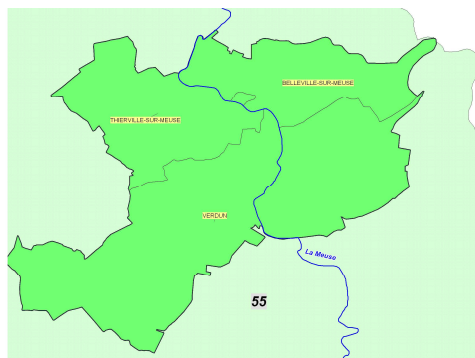 BELLEVILLE-SUR-MEUSE
THIERVILLE-SUR-MEUSE
VERDUN
La Meuse
55